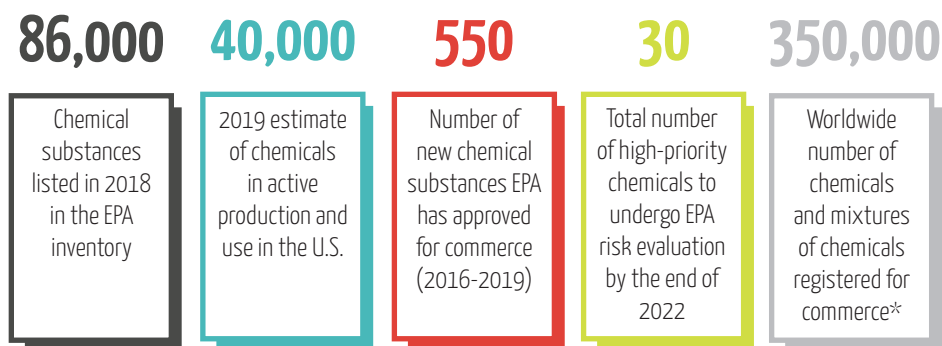 86,000
Chemical
substances
listed in 2018
in the EPA
inventory
40,000
2019 estimate
of chemicals
in active
production and
use in the U.S.
550
Number of
new chemical
substances EPA
has approved
for commerce
(2016-2019)
30
Total number
of high-priority
chemicals to
undergo EPA
risk evaluation
by the end of
2022
350,000
Worldwide
number of
chemicals
and mixtures
of chemicals
registered for
commerce*